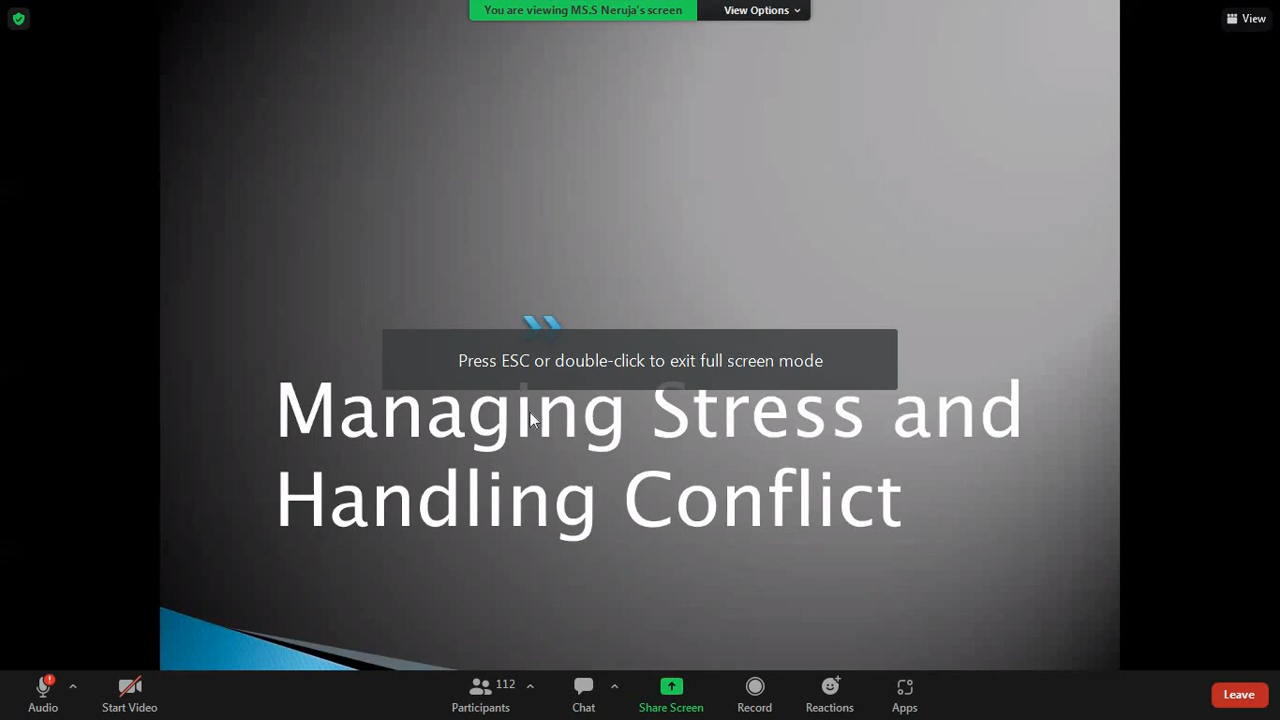 You are viewing MS.S Neruja's screen
View Options
View
Press ESC or double-click to exit full screen mode
Managing Stress and
Handling Conflict
Audio
Start Video
112
Participants
Chat
Share Screen
Record
Reactions
Apps
Leave